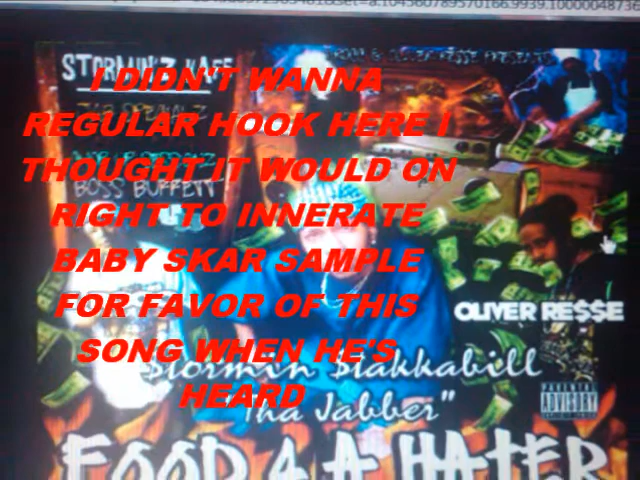 STORMIN'Z KAFE
I DIDN'T WANNA
REGULAR HOOK HERE I
THOUGHT IT WOULD ON
BOSS BUFFETT
RIGHT TO INNERATE
BABY SKAR SAMPLE
FOR FAVOR OF THIS
OLIVER RE$$E
SONG WHEN HE'S
HEARD
Stormin Stakkabill
"Tha Jabber"
PARENTAL
ADVISORY
FOOD 4 A HATER